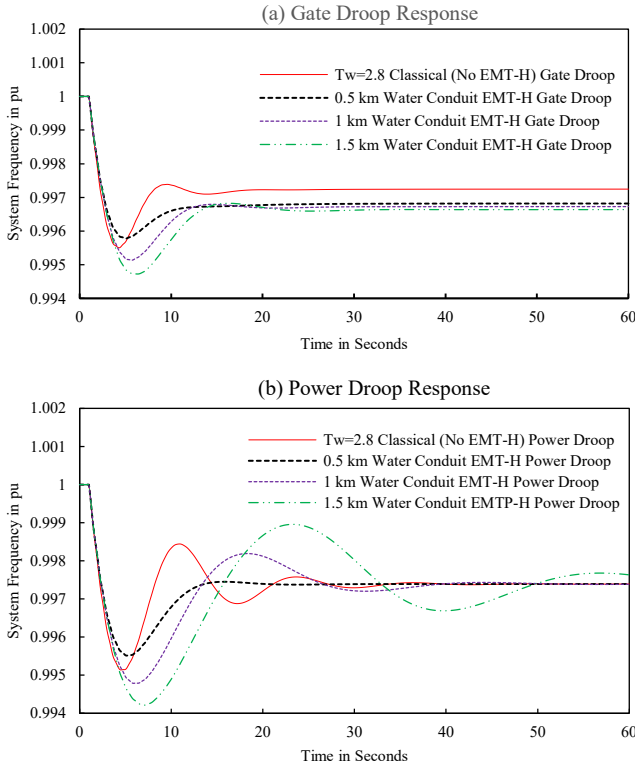 (a) Gate Droop Response
1.002
1.001
1
0.999
0.998
0.997
0.996
0.995
0.994
System Frequency in pu
Tw=2.8 Classical (No EMT-H) Gate Droop
0.5 km Water Conduit EMT-H Gate Droop
1 km Water Conduit EMT-H Gate Droop
1.5 km Water Conduit EMT-H Gate Droop
0 10 20 30 40 50 60
Time in Seconds
(b) Power Droop Response
1.002
1.001
1
0.999
0.998
0.997
0.996
0.995
0.994
System Frequency in pu
Tw=2.8 Classical (No EMT-H) Power Droop
0.5 km Water Conduit EMT-H Power Droop
1 km Water Conduit EMT-H Power Droop
1.5 km Water Conduit EMTP-H Power Droop
0 10 20 30 40 50 60
Time in Seconds